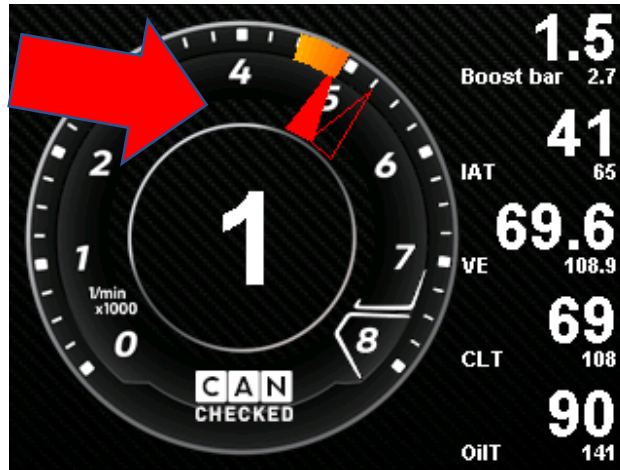 4
5
2
6
1
7
1
1/min
x1000
0
8
CAN
CHECKED
1.5
Boost bar 2.7
41
IAT 65
69.6
VE 108.9
69
CLT 108
90
OilT 141